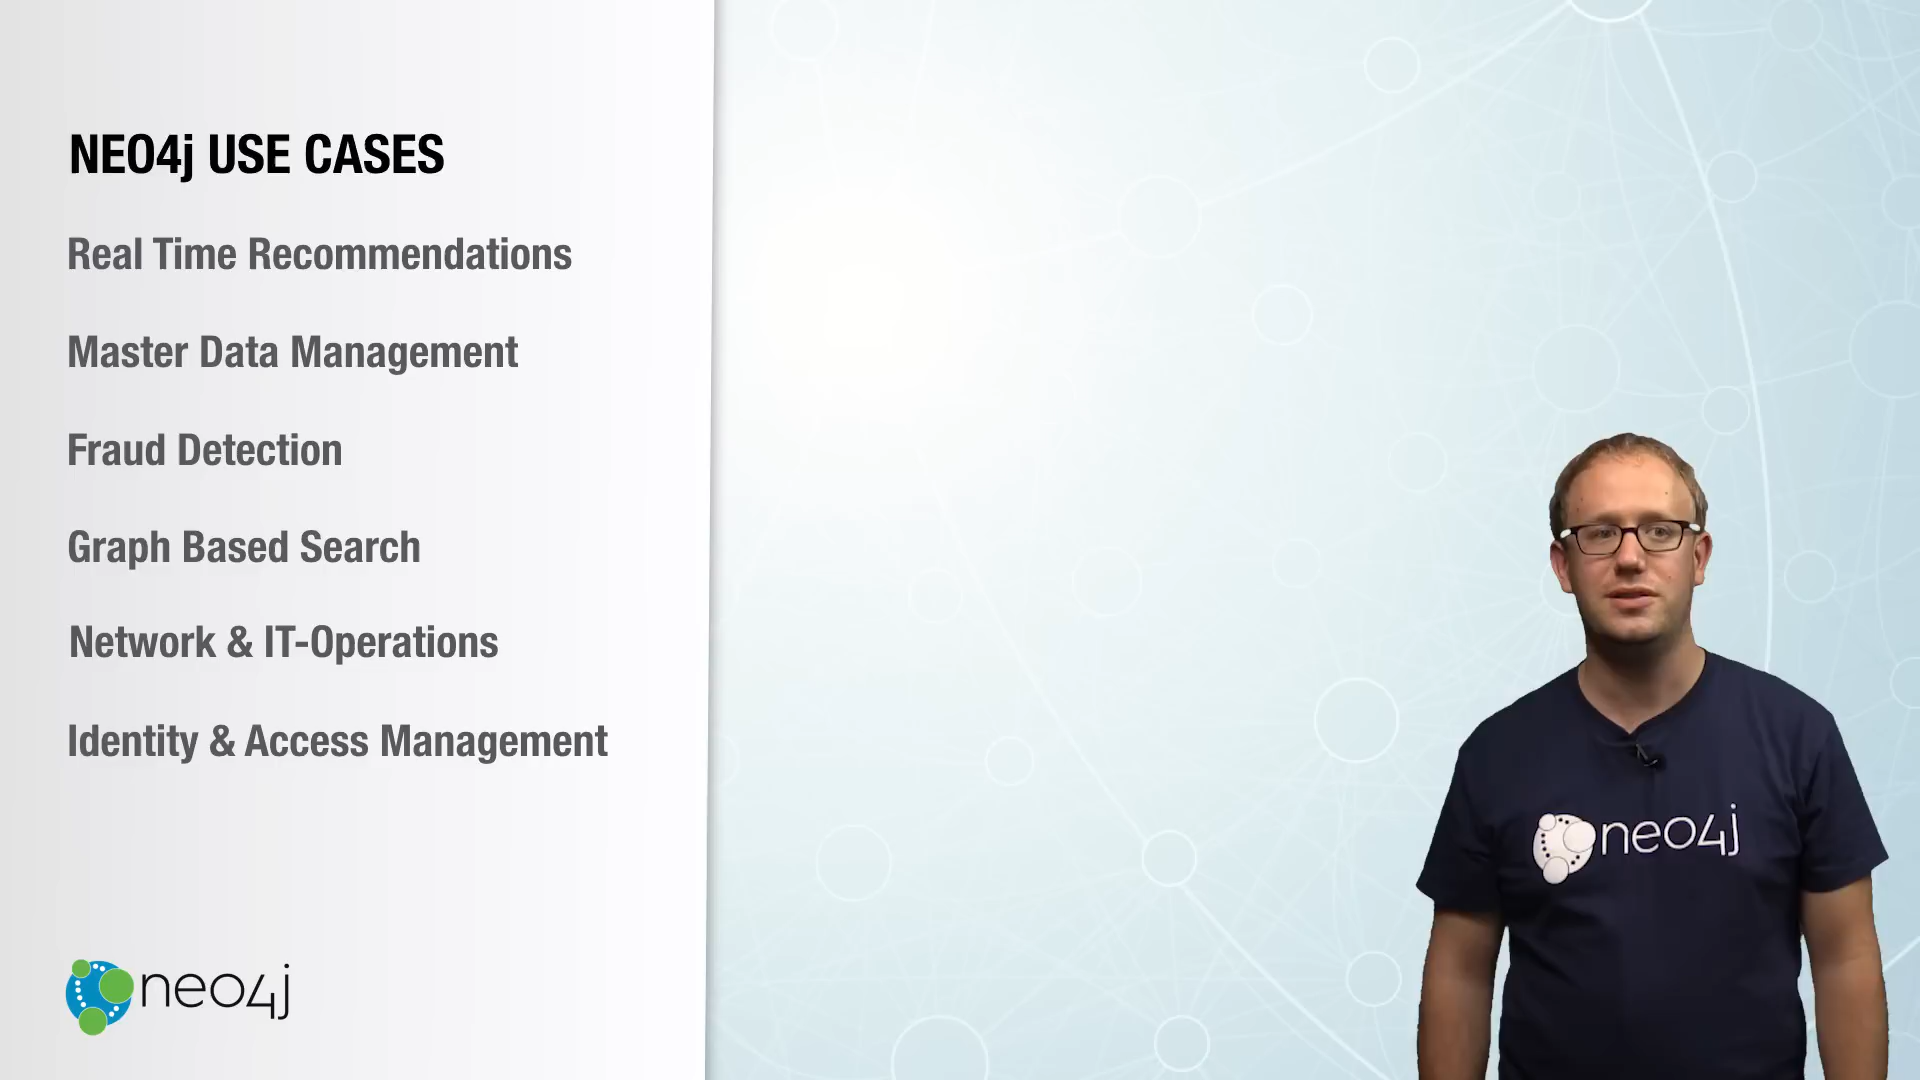 NEO4j USE CASES
Real Time Recommendations
Master Data Management
Fraud Detection
Graph Based Search
Network & IT-Operations
Identity & Access Management
neo4j
neo4j